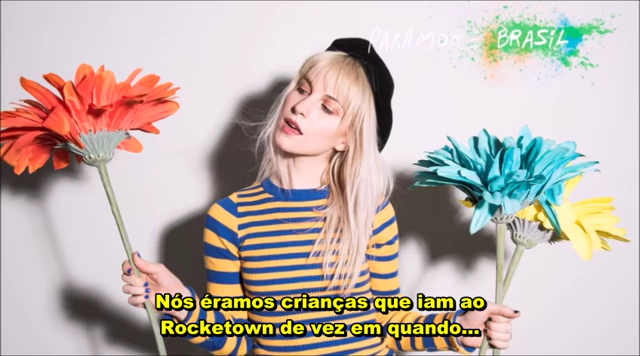 PARAMORE BRASIL
Nós éramos crianças que iam ao
Rocketown de vez em quando...